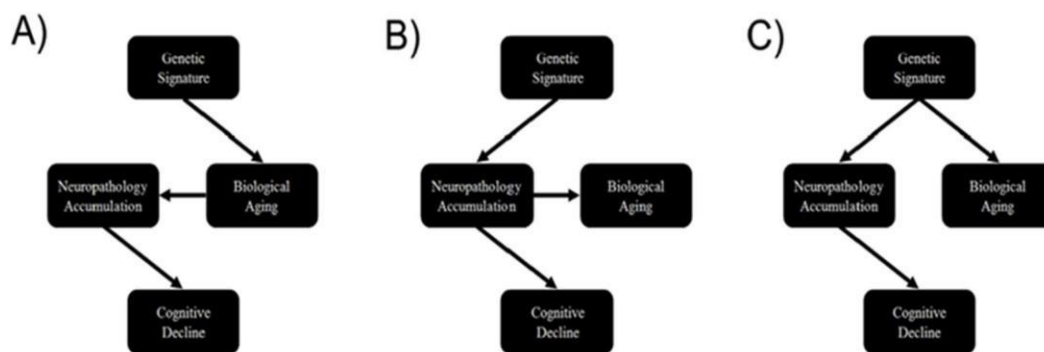 A)
Genetic
Signature
Neuropathology
Accumulation
Biological
Aging
Cognitive
Decline
B)
Genetic
Signature
Neuropathology
Accumulation
Biological
Aging
Cognitive
Decline
C)
Genetic
Signature
Neuropathology
Accumulation
Biological
Aging
Cognitive
Decline